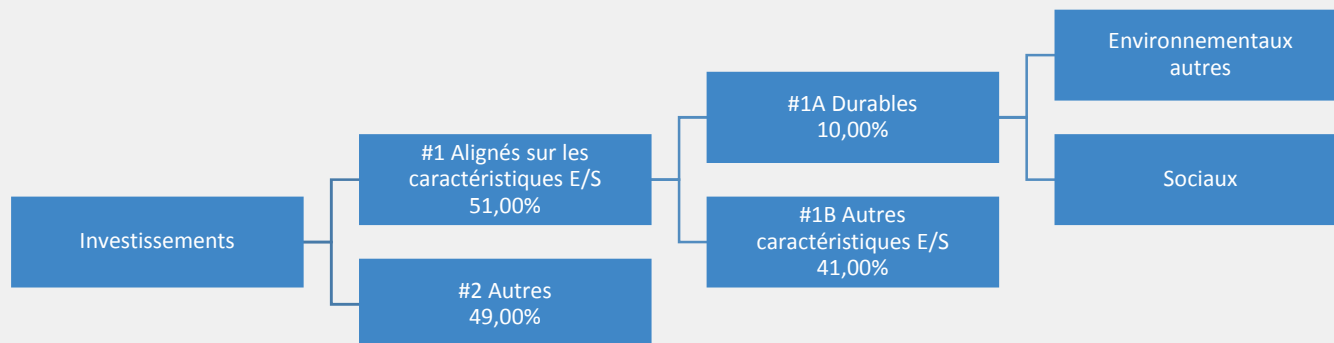 Investissements
#1 Alignés sur les
caractéristiques E/S
51,00%
#2 Autres
49,00%
#1A Durables
10,00%
#1B Autres
caractéristiques E/S
41,00%
Environnementaux
autres
Sociaux